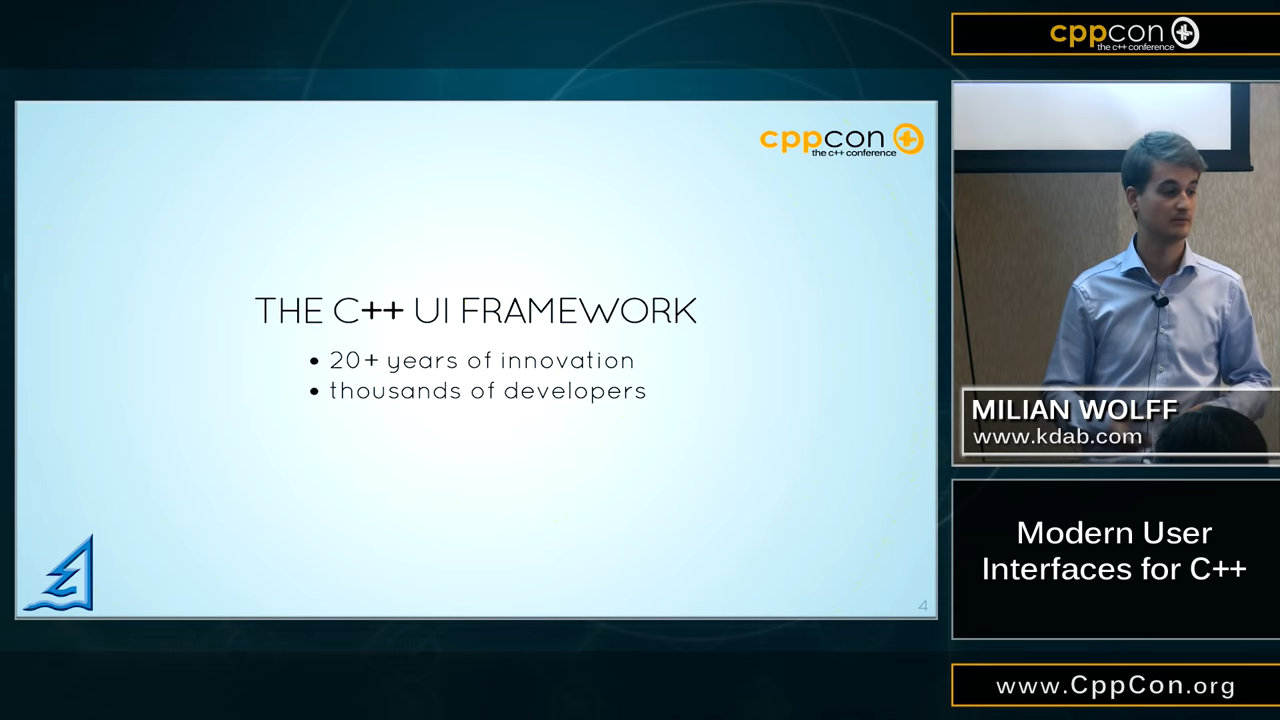 cppcon
the c++ conference
THE C++ UI FRAMEWORK
• 20+ years of innovation
• thousands of developers
4
cppcon
the c++ conference
MILIAN WOLFF
www.kdab.com
Modern User
Interfaces for C++
www.CppCon.org